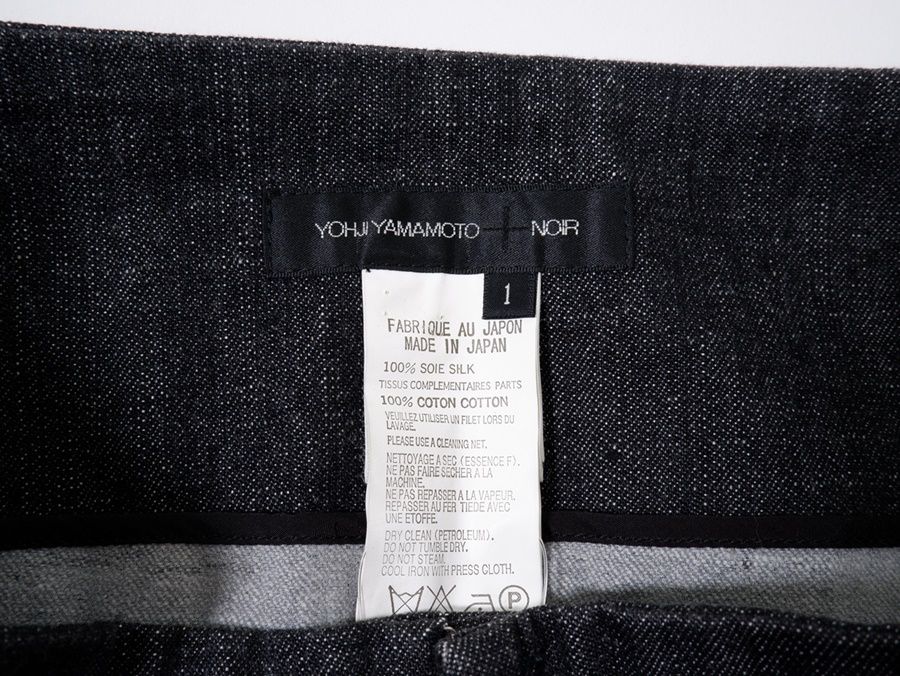 YOHJI YAMAMOTO + NOIR
1
FABRIQUE AU JAPON
MADE IN JAPAN
100% SOIE SILK
TISSUS COMPLEMENTAIRES PARTS
100% COTON COTTON
VEUILLEZ UTILISER UN FILET LORS DU
LAVAGE.
PLEASE USE A CLEANING NET.
NETTOYAGE A SEC (ESSENCE F).
NE PAS FAIRE SECHER A LA
MACHINE.
NE PAS REPASSER A LA VAPEUR.
REPASSER AU FER TIEDE AVEC
UNE ETOFFE.
DRY CLEAN (PETROLEUM).
DO NOT TUMBLE DRY.
DO NOT STEAM.
COOL IRON WITH PRESS CLOTH.
P